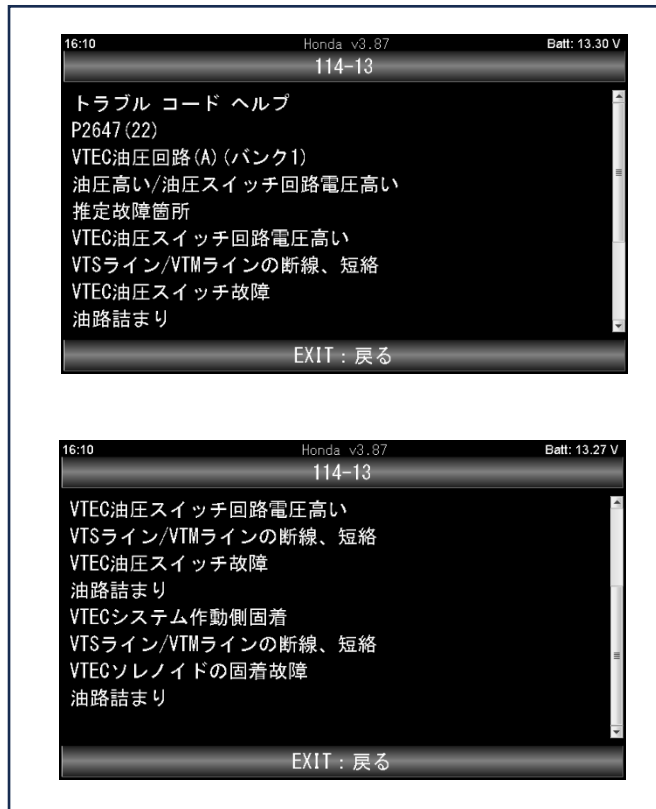 16:10 Honda v3.87 Batt: 13.30 V
114-13
トラブル コード ヘルプ
P2647(22)
VTEC油圧回路(A)(バンク1)
油圧高い/油圧スイッチ回路電圧高い
推定故障箇所
VTEC油圧スイッチ回路電圧高い
VTSライン/VTMラインの断線、短絡
VTEC油圧スイッチ故障
油路詰まり
EXIT : 戻る
16:10 Honda v3.87 Batt: 13.27 V
114-13
VTEC油圧スイッチ回路電圧高い
VTSライン/VTMラインの断線、短絡
VTEC油圧スイッチ故障
油路詰まり
VTECシステム作動側固着
VTSライン/VTMラインの断線、短絡
VTECソレノイドの固着故障
油路詰まり
EXIT : 戻る